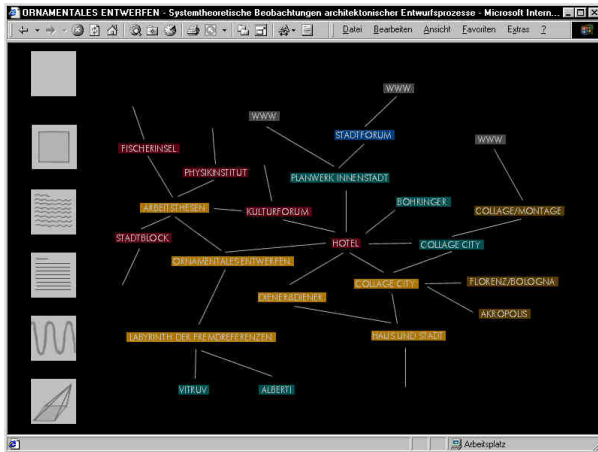 ORNAMENTALES ENTWERFEN - Systemtheoretische Beobachtungen architektonischer Entwurfsprozesse - Microsoft Intern...
Datei Bearbeiten Ansicht Favoriten Extras ?
WWW.
WWW.
STADTFORUM
WWW.
FISCHERINSEL
PHYSIKINSTITUT
PLANWERK INNENSTADT
ARBEITSTHESEN
KULTURFORUM
BÖHRINGER
COLLAGE/MONTAGE
STADTBLOCK
HOTEL
COLLAGE CITY
ORNAMENTALES ENTWERFEN
COLLAGE CITY
FLORENZ/BOLOGNA
DIENER&DIENER
AKROPOLIS
LABYRINTH DER FREMDREFERENZEN
HAUS UND STADT
VITRUV
ALBERTI
Arbeitsplatz